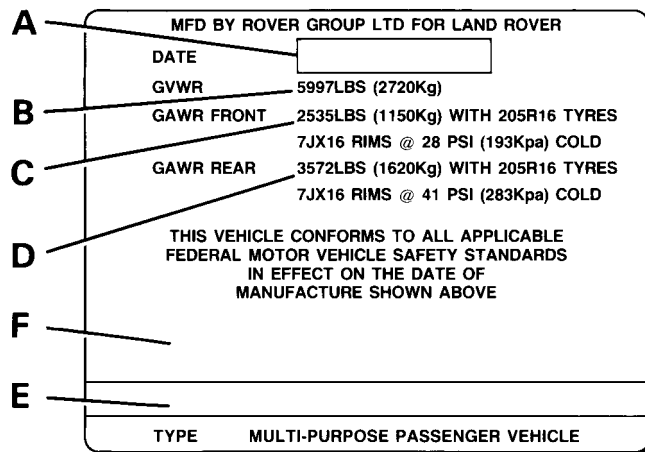 A
MFD BY ROVER GROUP LTD FOR LAND ROVER
DATE
B
GVWR 5997LBS (2720Kg)
GAWR FRONT 2535LBS (1150Kg) WITH 205R16 TYRES
7JX16 RIMS @ 28 PSI (193Kpa) COLD
C
GAWR REAR 3572LBS (1620Kg) WITH 205R16 TYRES
7JX16 RIMS @ 41 PSI (283Kpa) COLD
D
THIS VEHICLE CONFORMS TO ALL APPLICABLE
FEDERAL MOTOR VEHICLE SAFETY STANDARDS
IN EFFECT ON THE DATE OF
MANUFACTURE SHOWN ABOVE
F
E
TYPE MULTI-PURPOSE PASSENGER VEHICLE